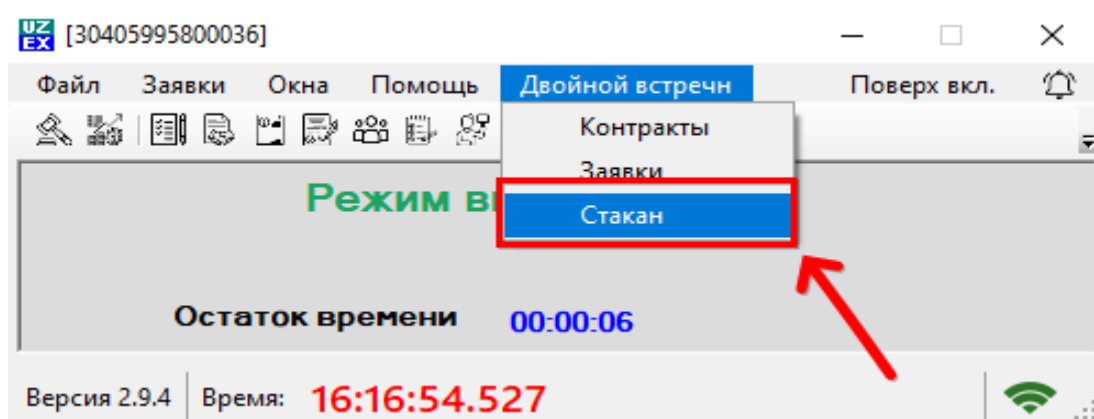 UZ
EX [30405995800036]
Файл Заявки Окна Помощь Двойной встречн Поверх вкл.
Контракты
Заявки
Режим
Стакан
Остаток времени 00:00:06
Версия 2.9.4 Время: 16:16:54.527